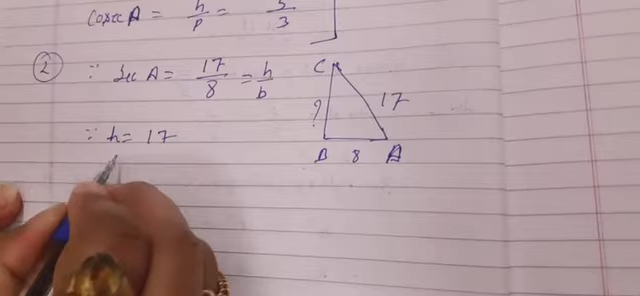 cosec A = h/p = 5/3
② ∵ Sec A = 17/8 = h/b
C
?
17
B 8 A
∵ h = 17